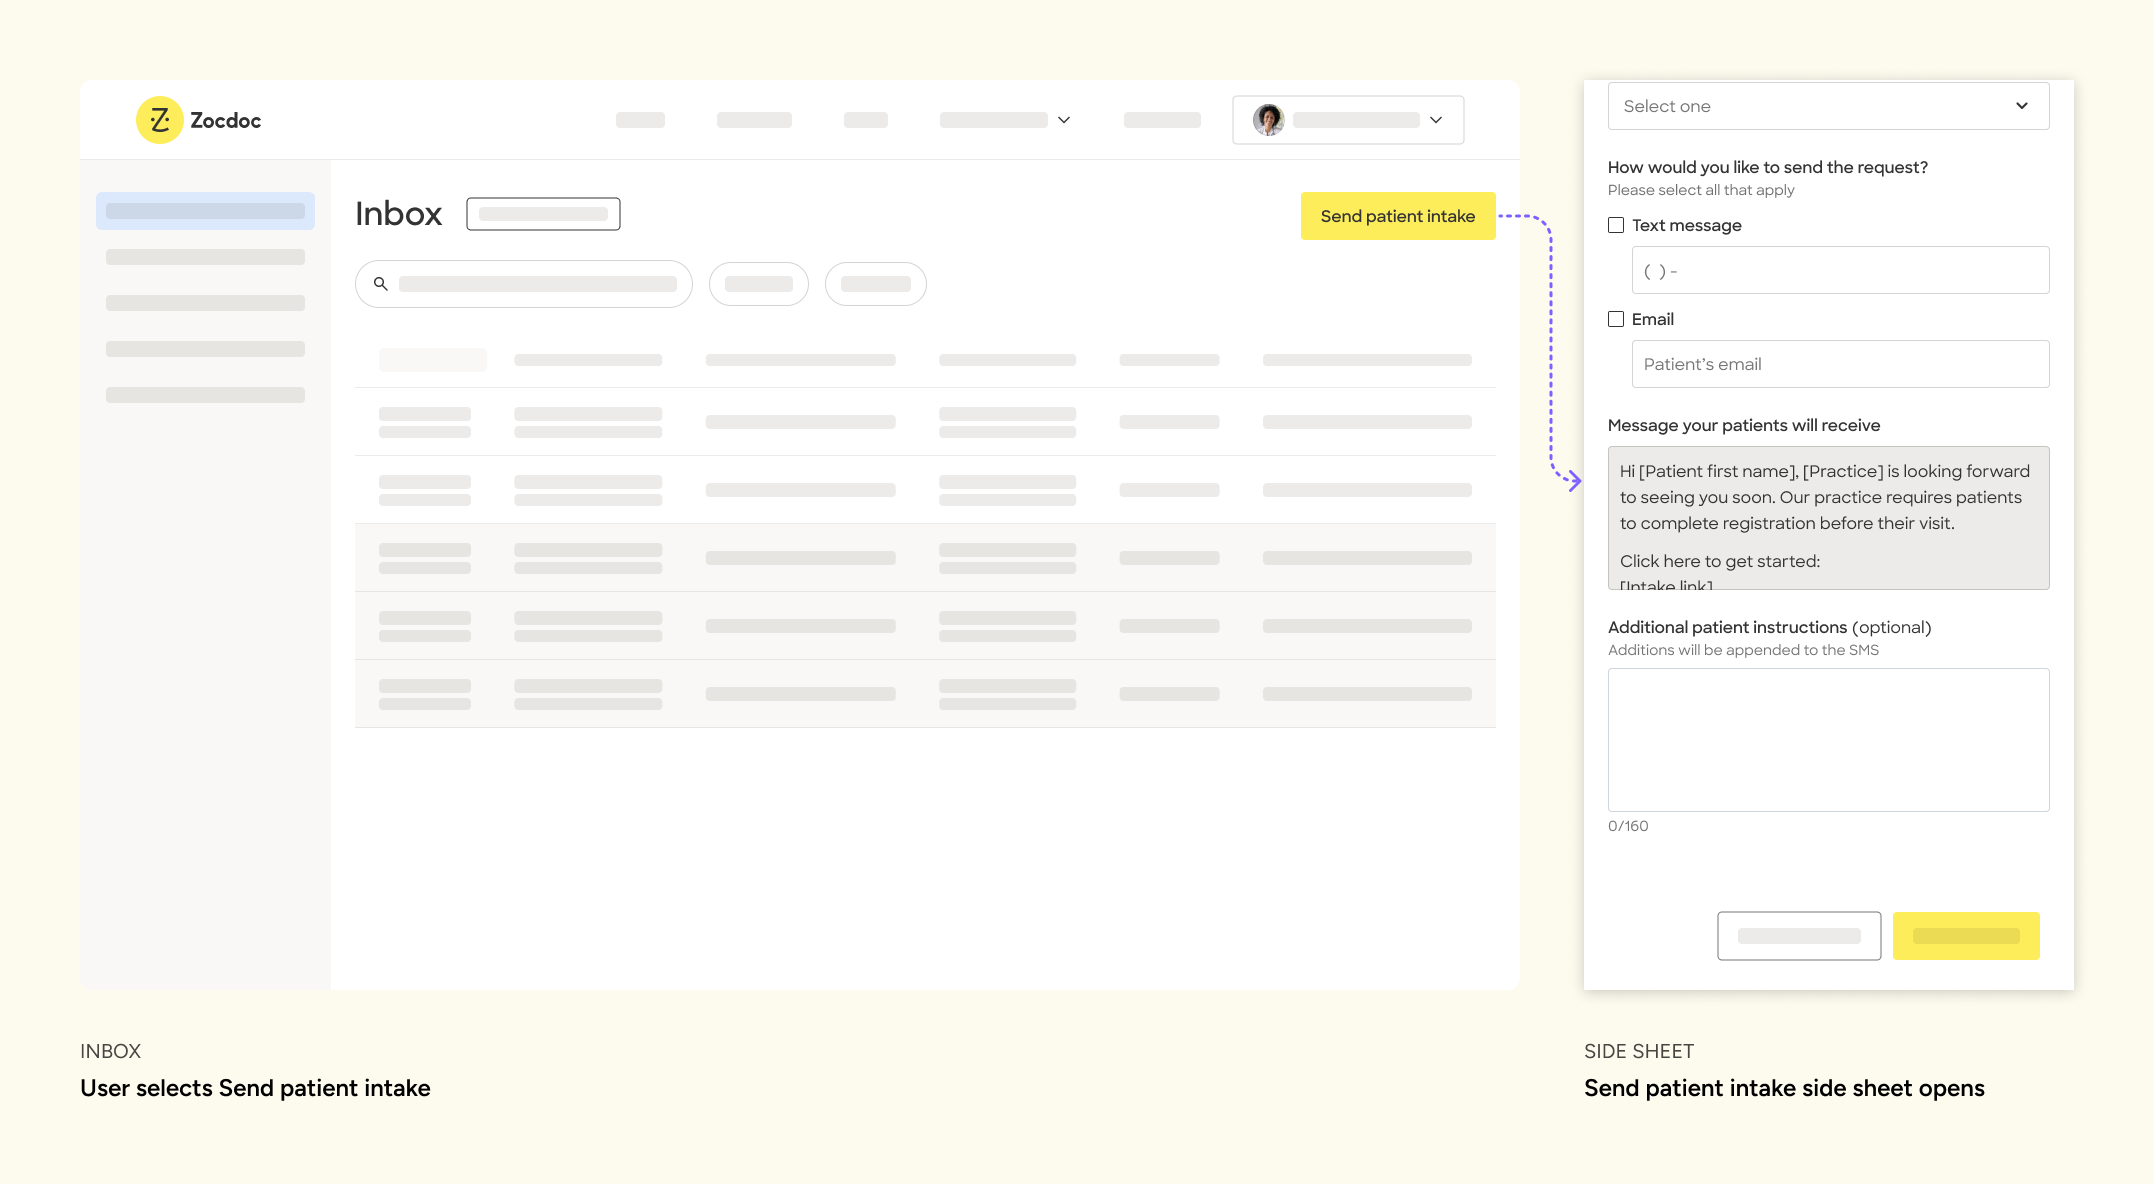 Zocdoc
Inbox
Send patient intake
Select one
How would you like to send the request?
Please select all that apply
Text message
( ) -
Email
Patient's email
Message your patients will receive
Hi [Patient first name], [Practice] is looking forward
to seeing you soon. Our practice requires patients
to complete registration before their visit.
Click here to get started:
[Intake link]
Additional patient instructions (optional)
Additions will be appended to the SMS
0/160
INBOX
User selects Send patient intake
SIDE SHEET
Send patient intake side sheet opens